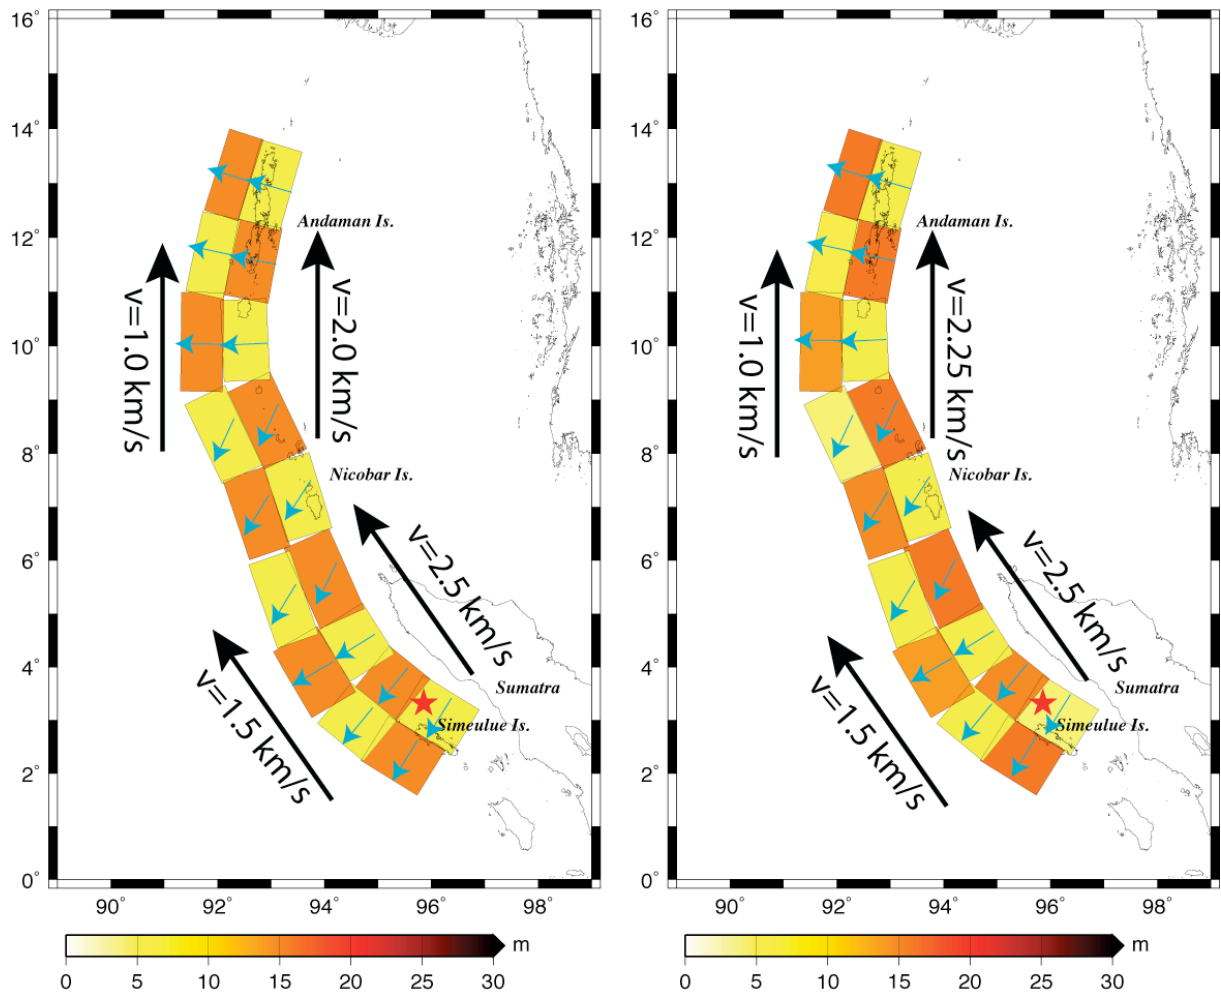 16°
14°
12°
10°
8°
6°
4°
2°
0°
90°
92°
94°
96°
98°
Andaman Is.
v=1.0 km/s
v=2.0 km/s
Nicobar Is.
v=2.5 km/s
Sumatra
v=1.5 km/s
Simeulue Is.
0
5
10
15
20
25
30
m
16°
14°
12°
10°
8°
6°
4°
2°
0°
90°
92°
94°
96°
98°
Andaman Is.
v=1.0 km/s
v=2.25 km/s
Nicobar Is.
v=2.5 km/s
Sumatra
v=1.5 km/s
Simeulue Is.
0
5
10
15
20
25
30
m